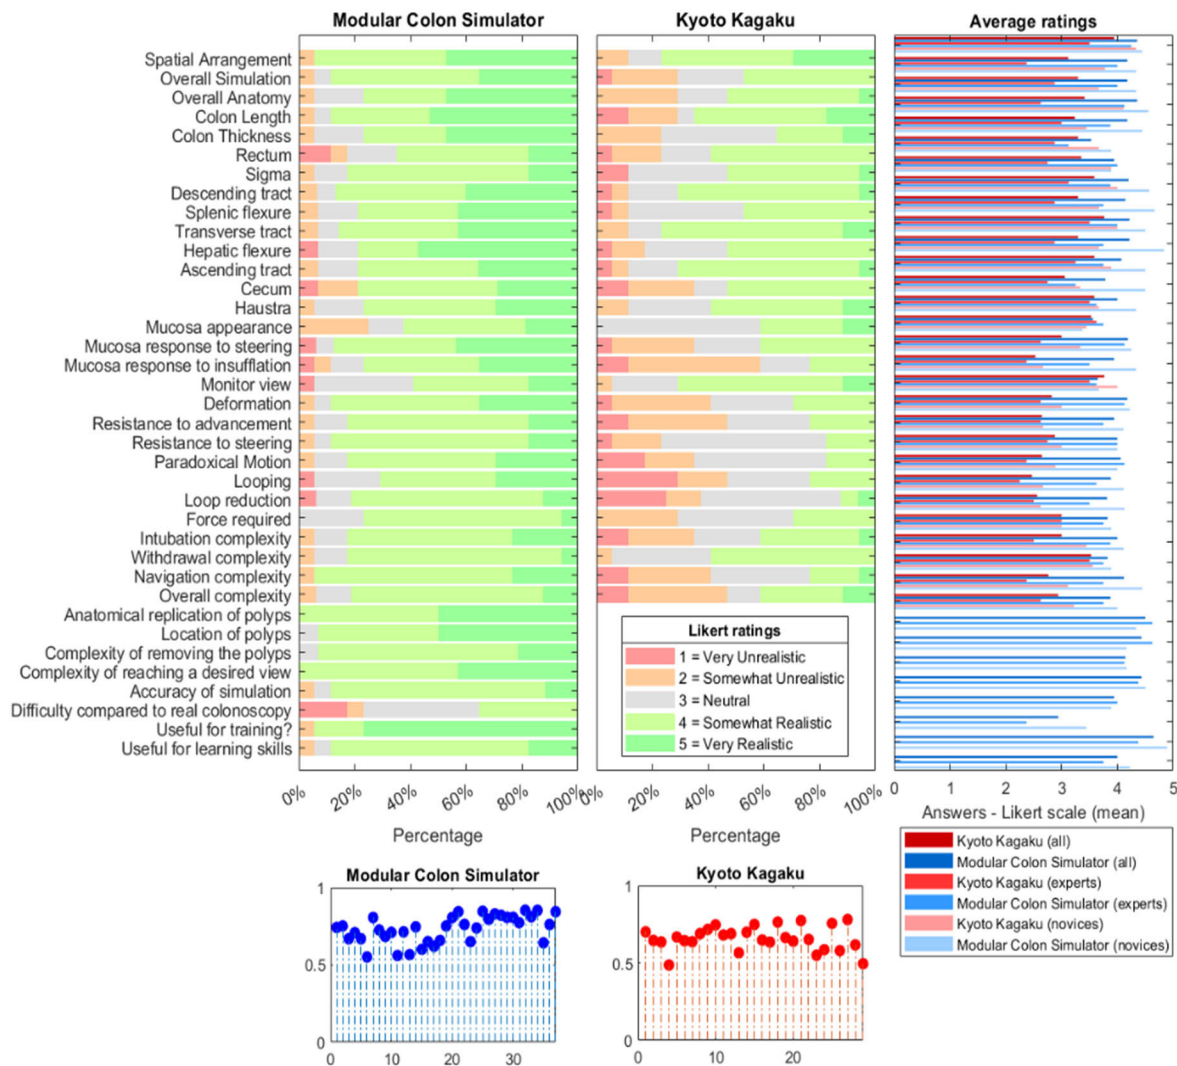 Modular Colon Simulator
Kyoto Kagaku
Average ratings
Spatial Arrangement
Overall Simulation
Overall Anatomy
Colon Length
Colon Thickness
Rectum
Sigma
Descending tract
Splenic flexure
Transverse tract
Hepatic flexure
Ascending tract
Cecum
Haustra
Mucosa appearance
Mucosa response to steering
Mucosa response to insufflation
Monitor view
Deformation
Resistance to advancement
Resistance to steering
Paradoxical Motion
Looping
Loop reduction
Force required
Intubation complexity
Withdrawal complexity
Navigation complexity
Overall complexity
Anatomical replication of polyps
Location of polyps
Complexity of removing the polyps
Complexity of reaching a desired view
Accuracy of simulation
Difficulty compared to real colonoscopy
Useful for training?
Useful for learning skills
Likert ratings
1 = Very Unrealistic
2 = Somewhat Unrealistic
3 = Neutral
4 = Somewhat Realistic
5 = Very Realistic
0% 20% 40% 60% 80% 100%
Percentage
0% 20% 40% 60% 80% 100%
Percentage
0 1 2 3 4 5
Answers - Likert scale (mean)
Kyoto Kagaku (all)
Modular Colon Simulator (all)
Kyoto Kagaku (experts)
Modular Colon Simulator (experts)
Kyoto Kagaku (novices)
Modular Colon Simulator (novices)
Modular Colon Simulator
1
0.5
0
0 10 20 30
Kyoto Kagaku
1
0.5
0
0 10 20